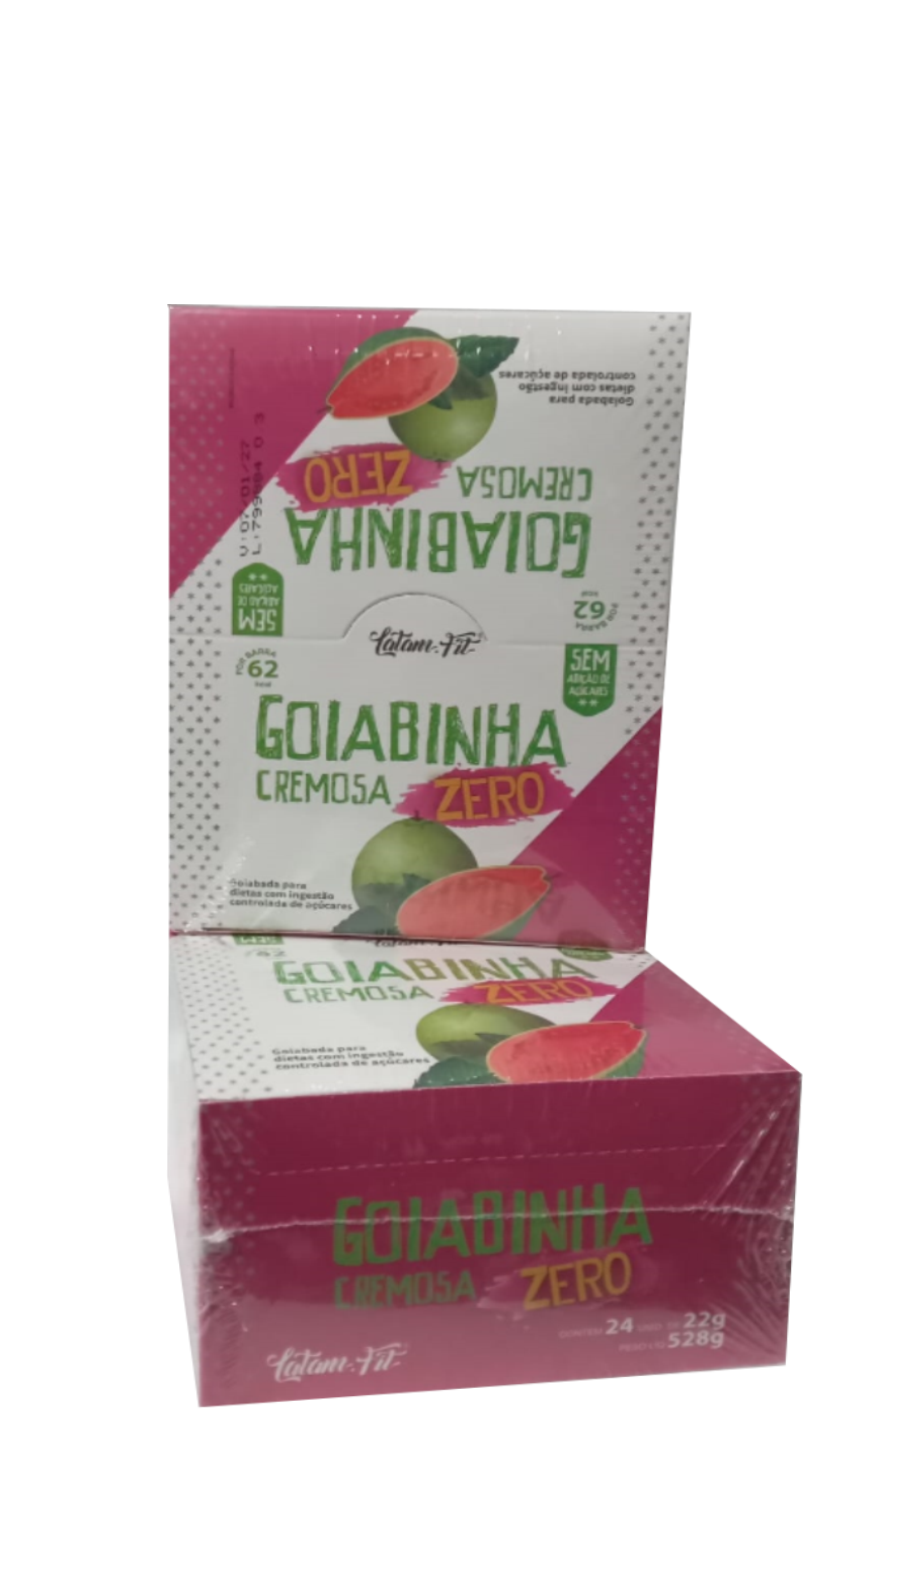 Goiabada para
dietas com ingestão
controlada de açúcares
GOIABINHA
CREMOSA ZERO
POR BARRA
62
kcal
SEM
ADIÇÃO DE
AÇÚCARES
Latam-Fit
POR BARRA
62
kcal
SEM
ADIÇÃO DE
AÇÚCARES
GOIABINHA
CREMOSA ZERO
Goiabada para
dietas com ingestão
controlada de açúcares
GOIABINHA
CREMOSA ZERO
Goiabada para
dietas com ingestão
controlada de açúcares
GOIABINHA
CREMOSA ZERO
24 22g
528g
Latam-Fit